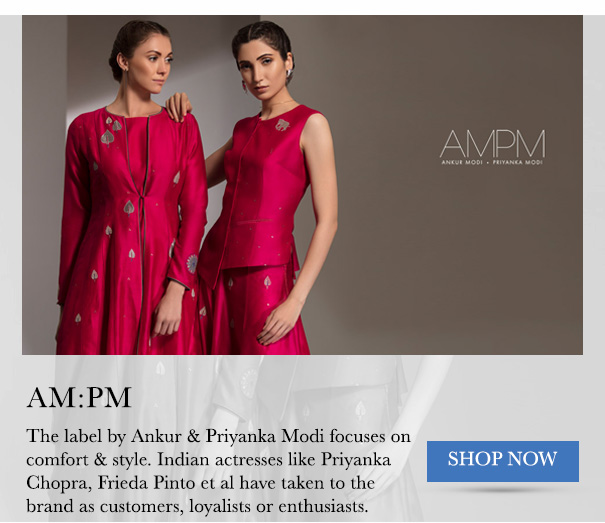 AMPM
ANKUR MODI • PRIYANKA MODI
AM:PM
The label by Ankur & Priyanka Modi focuses on
comfort & style. Indian actresses like Priyanka
Chopra, Frieda Pinto et al have taken to the
brand as customers, loyalists or enthusiasts.
SHOP NOW